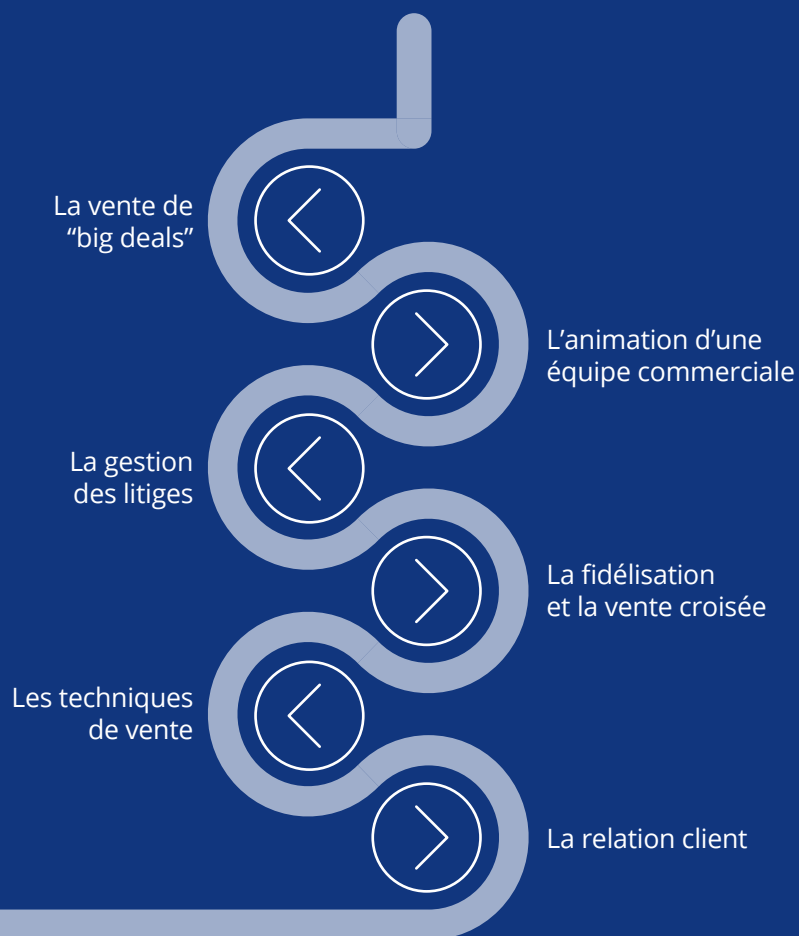 La vente de
“big deals”
L’animation d’une
équipe commerciale
La gestion
des litiges
La fidélisation
et la vente croisée
Les techniques
de vente
La relation client